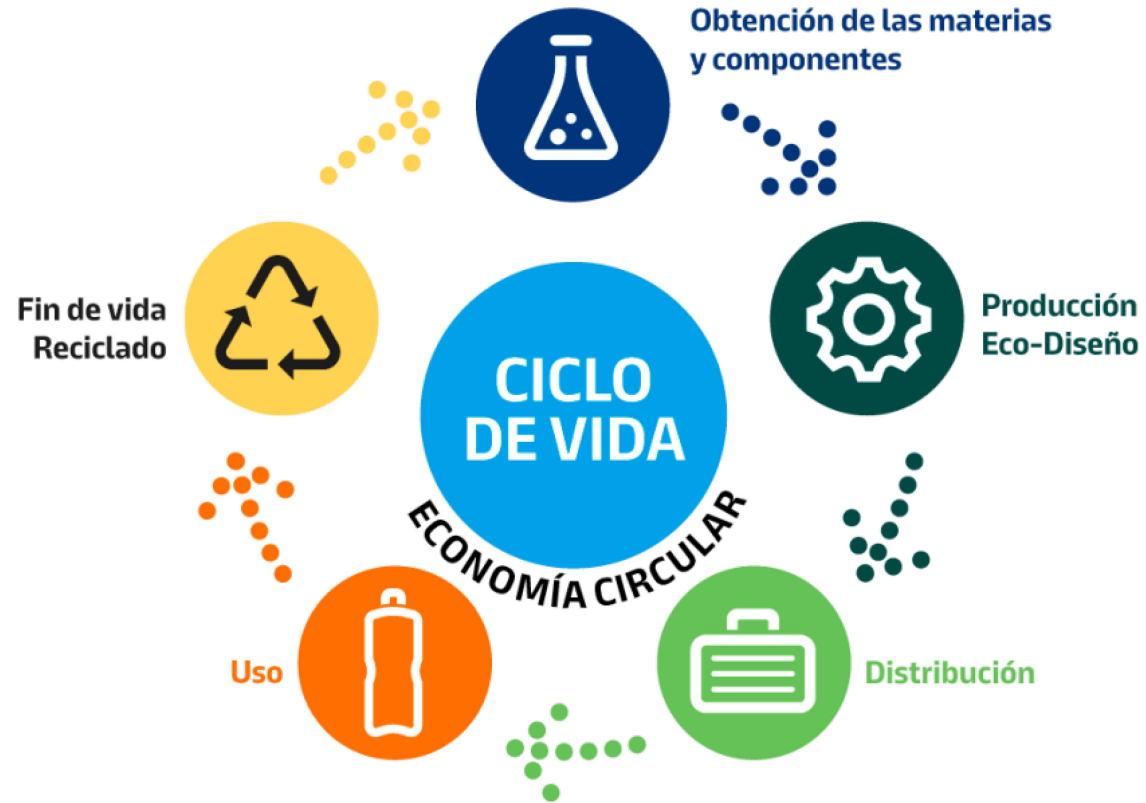 Obtención de las materias
y componentes
Producción
Eco-Diseño
Distribución
Uso
Fin de vida
Reciclado
CICLO
DE VIDA
ECONOMÍA CIRCULAR